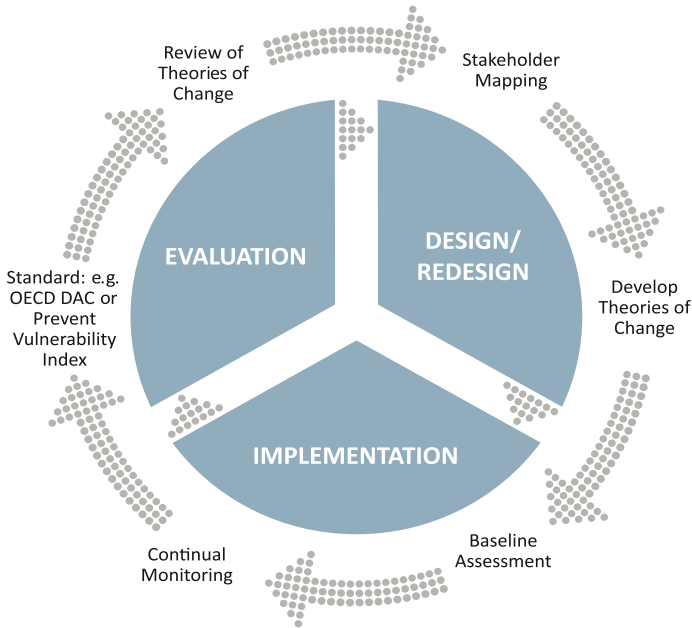 Review of
Theories of
Change
Stakeholder
Mapping
EVALUATION
DESIGN/
REDESIGN
Standard: e.g.
OECD DAC or
Prevent
Vulnerability
Index
Develop
Theories of
Change
IMPLEMENTATION
Continual
Monitoring
Baseline
Assessment